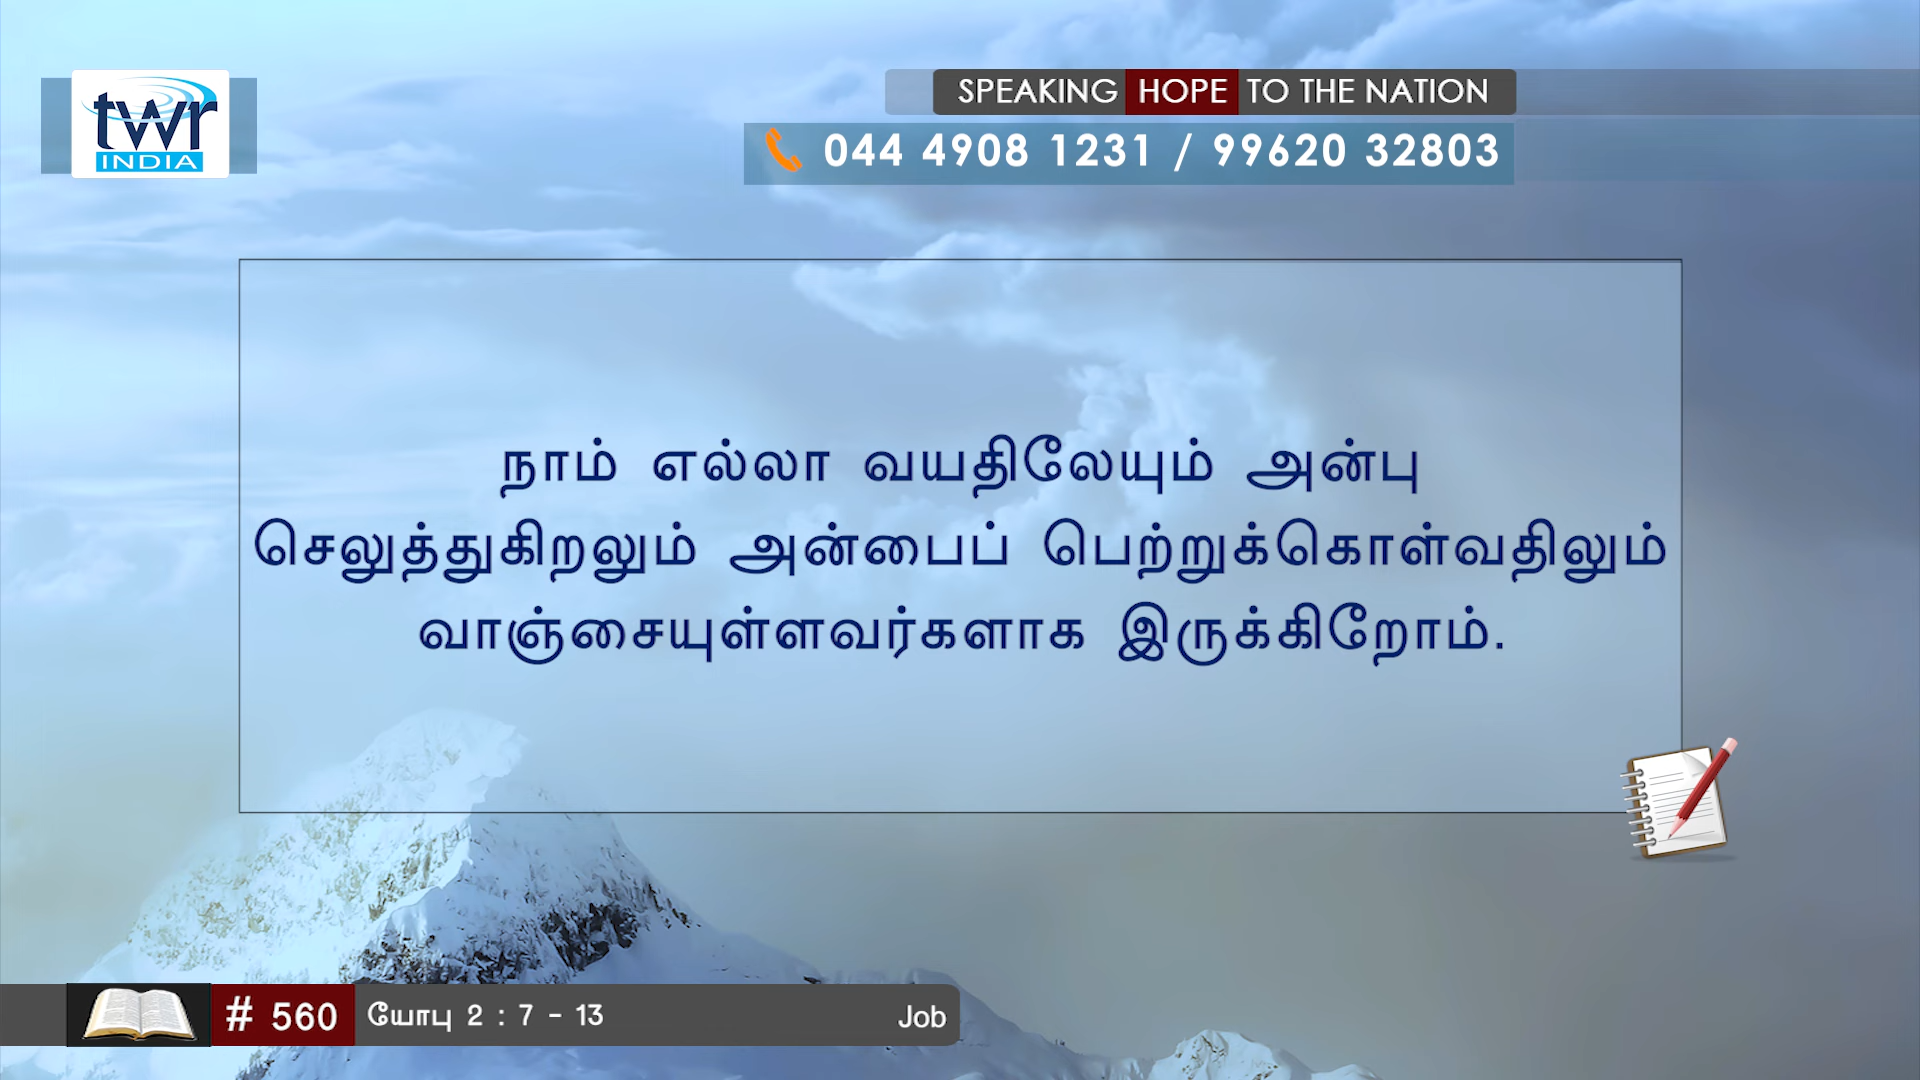 twr
INDIA
SPEAKING HOPE TO THE NATION
044 4908 1231 / 99620 32803
நாம் எல்லா வயதிலேயும் அன்பு
செலுத்துகிறலும் அன்பைப் பெற்றுக்கொள்வதிலும்
வாஞ்சையுள்ளவர்களாக இருக்கிறோம்.
# 560 யோபு 2 : 7 - 13 Job